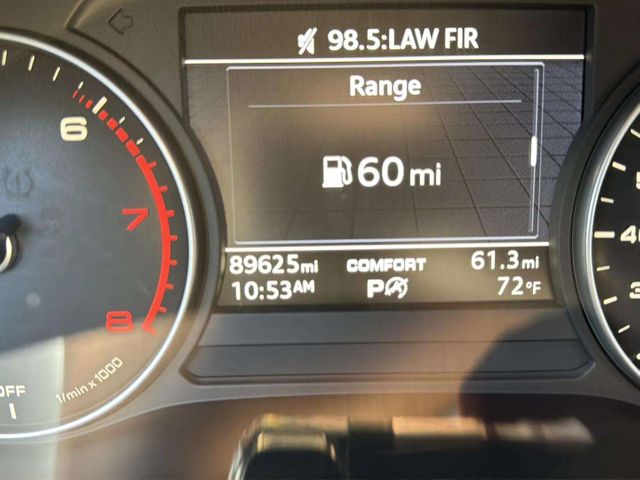 98.5:LAW FIR
Range
60 mi
89625mi COMFORT 61.3mi
10:53AM P 72°F
6
7
8
1/min x 1000
OFF
40